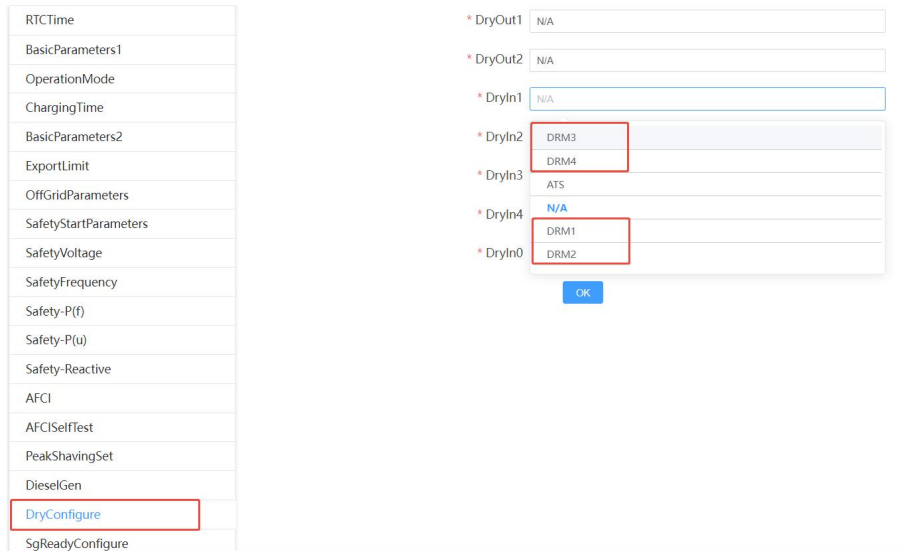 RTCTime
BasicParameters1
OperationMode
ChargingTime
BasicParameters2
ExportLimit
OffGridParameters
SafetyStartParameters
SafetyVoltage
SafetyFrequency
Safety-P(f)
Safety-P(u)
Safety-Reactive
AFCI
AFCISelfTest
PeakShavingSet
DieselGen
DryConfigure
SgReadyConfigure
* DryOut1 N/A
* DryOut2 N/A
* DryIn1 N/A
* DryIn2
* DryIn3
* DryIn4
* DryIn0
DRM3
DRM4
ATS
N/A
DRM1
DRM2
OK